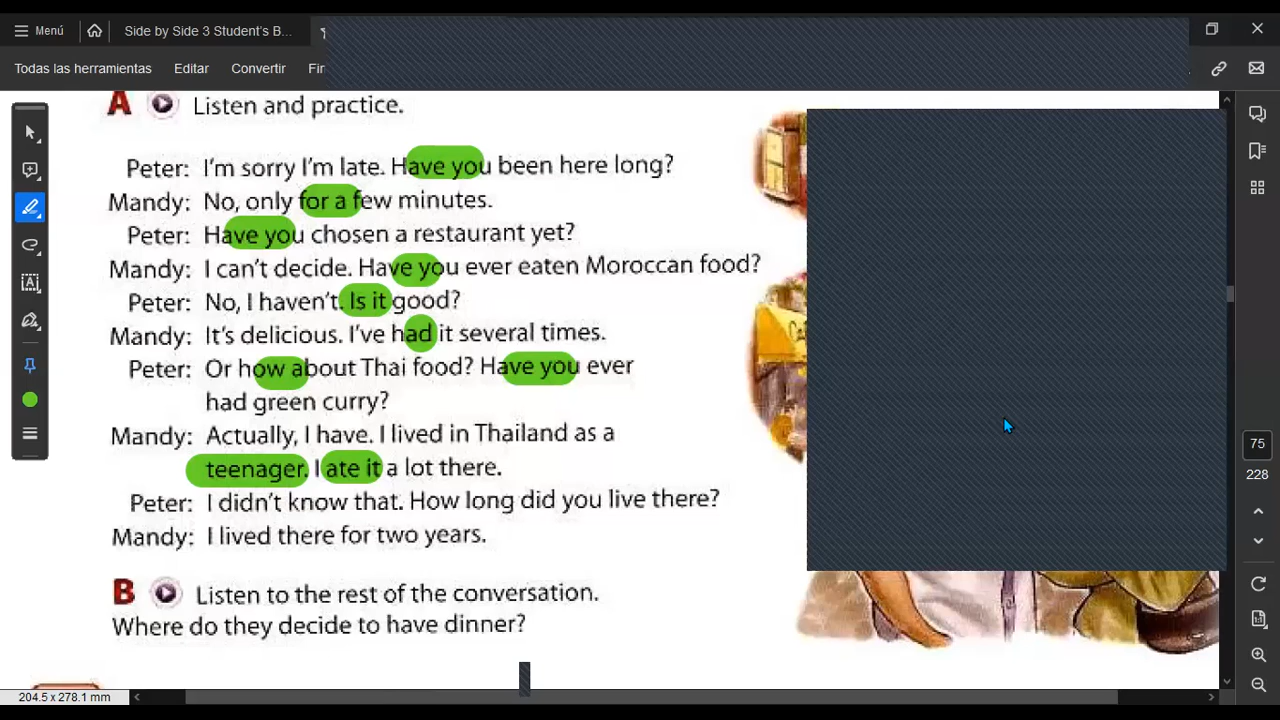 Menú
Side by Side 3 Student's B...
Todas las herramientas
Editar
Convertir
A Listen and practice.
Peter: I'm sorry I'm late. Have you been here long?
Mandy: No, only for a few minutes.
Peter: Have you chosen a restaurant yet?
Mandy: I can't decide. Have you ever eaten Moroccan food?
Peter: No, I haven't. Is it good?
Mandy: It's delicious. I've had it several times.
Peter: Or how about Thai food? Have you ever
had green curry?
Mandy: Actually, I have. I lived in Thailand as a
teenager. I ate it a lot there.
Peter: I didn't know that. How long did you live there?
Mandy: I lived there for two years.
B Listen to the rest of the conversation.
Where do they decide to have dinner?
75
228
204.5 x 278.1 mm